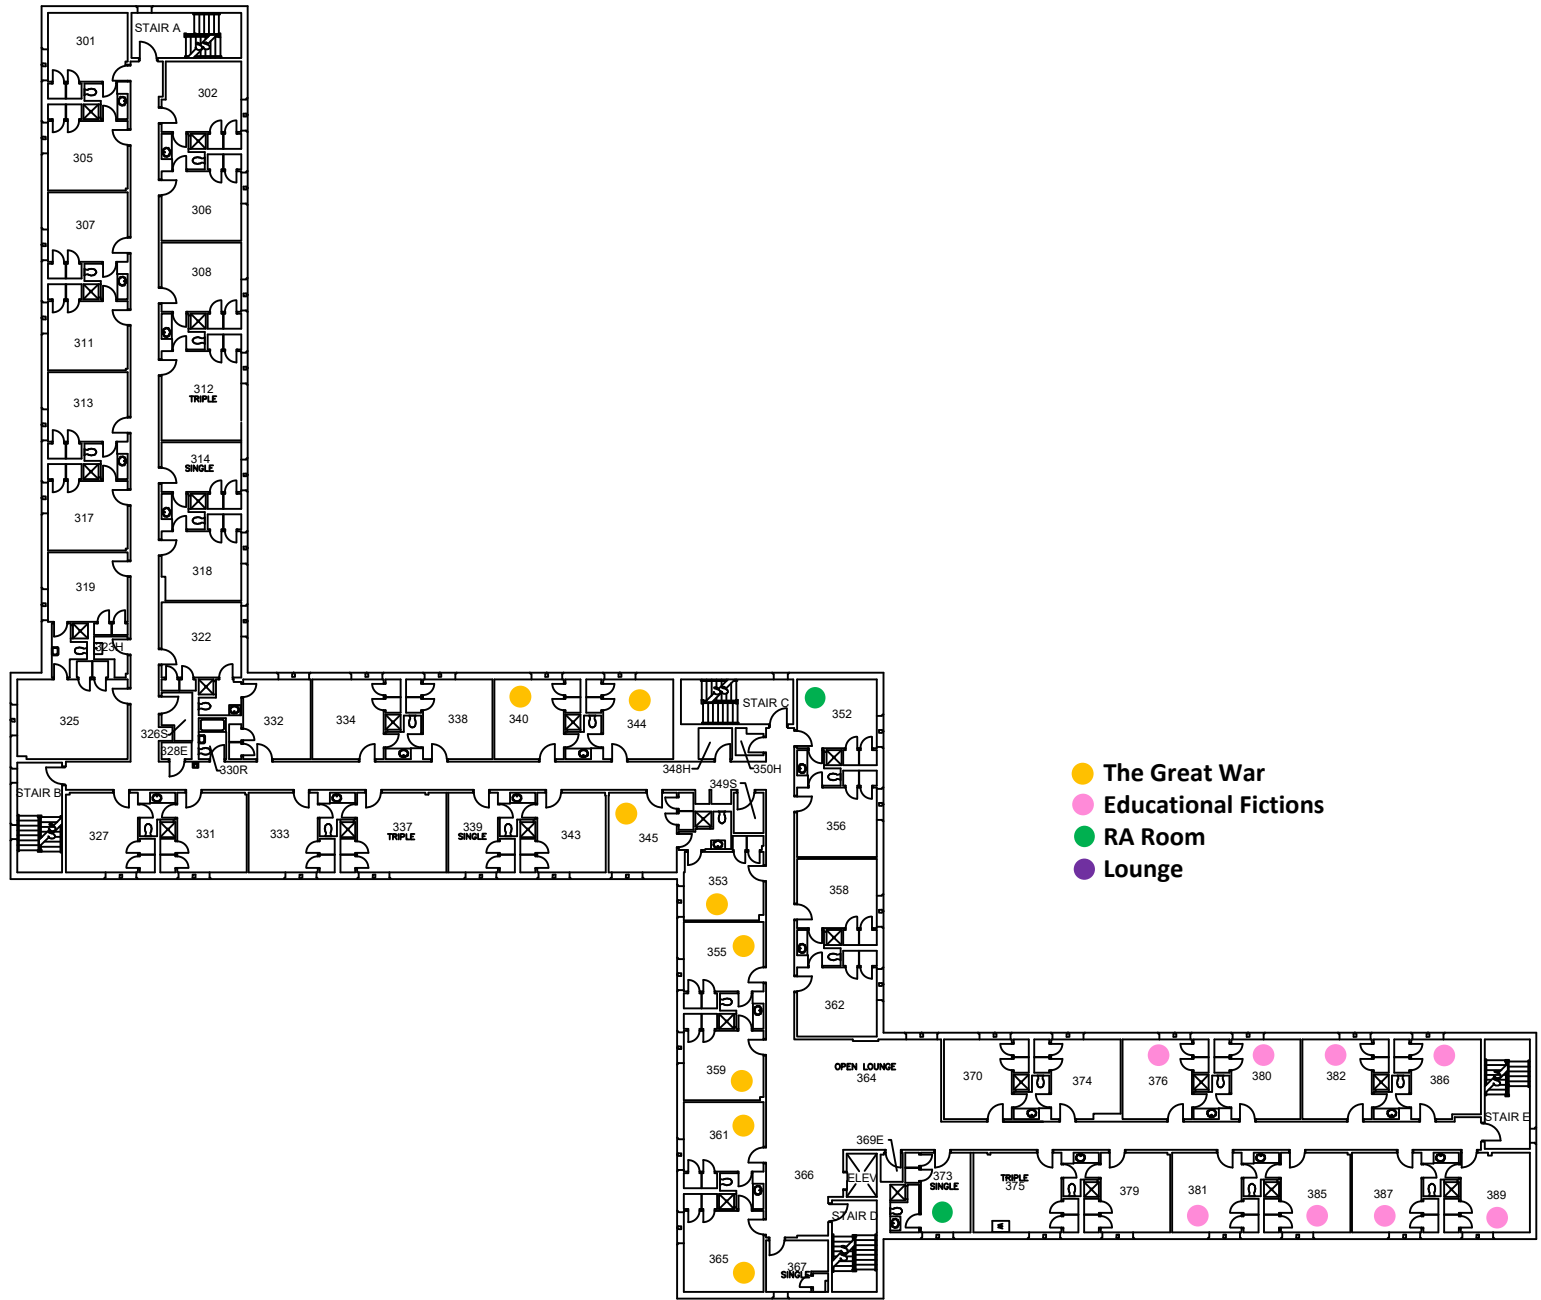 301
STAIR A
302
305
306
307
308
311
312
TRIPLE
313
314
SINGLE
317
318
319
322
323H
325
326S
328E
330R
332
334
338
340
344
STAIR C
352
348H
350H
349S
STAIR B
327
331
333
337
TRIPLE
339
SINGLE
343
345
353
356
355
358
362
359
361
365
OPEN LOUNGE
364
366
367
SINGLE
369E
ELEV
STAIR D
370
374
376
380
382
386
STAIR E
373
SINGLE
TRIPLE
375
379
381
385
387
389
The Great War
Educational Fictions
RA Room
Lounge